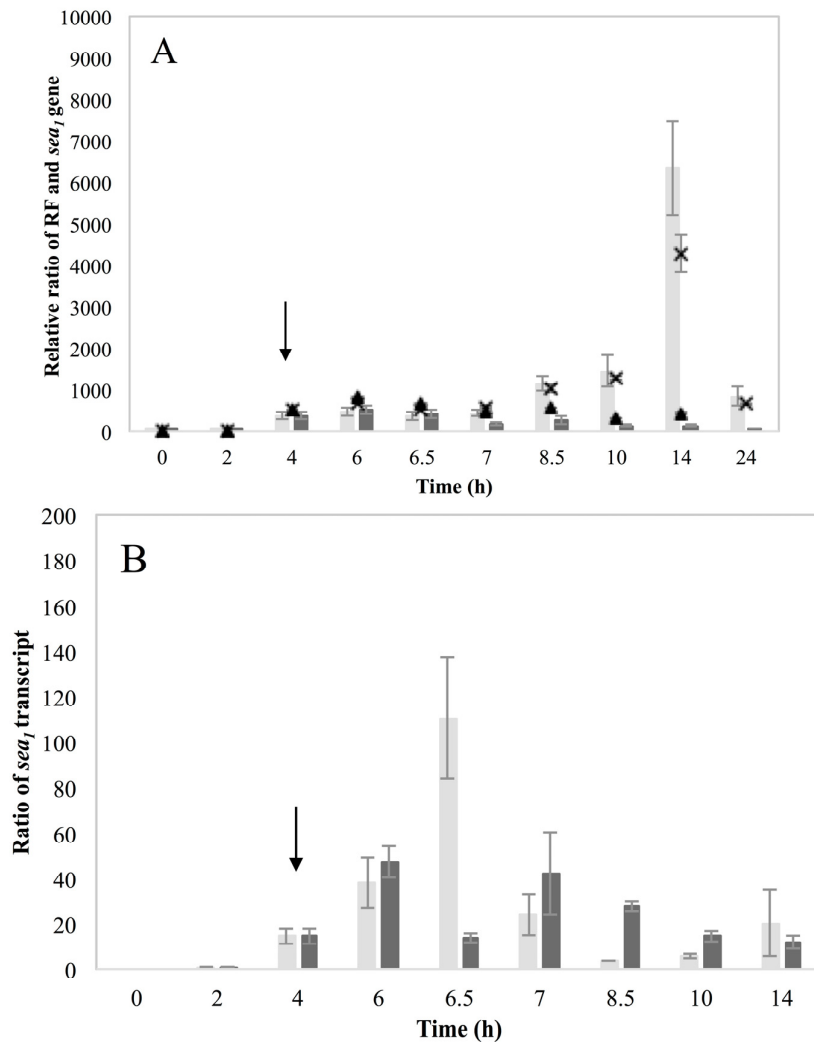 A
Relative ratio of RF and sea₁ gene
10000
9000
8000
7000
6000
5000
4000
3000
2000
1000
0
0 2 4 6 6.5 7 8.5 10 14 24
Time (h)
B
Ratio of sea₁ transcript
200
180
160
140
120
100
80
60
40
20
0
0 2 4 6 6.5 7 8.5 10 14
Time (h)